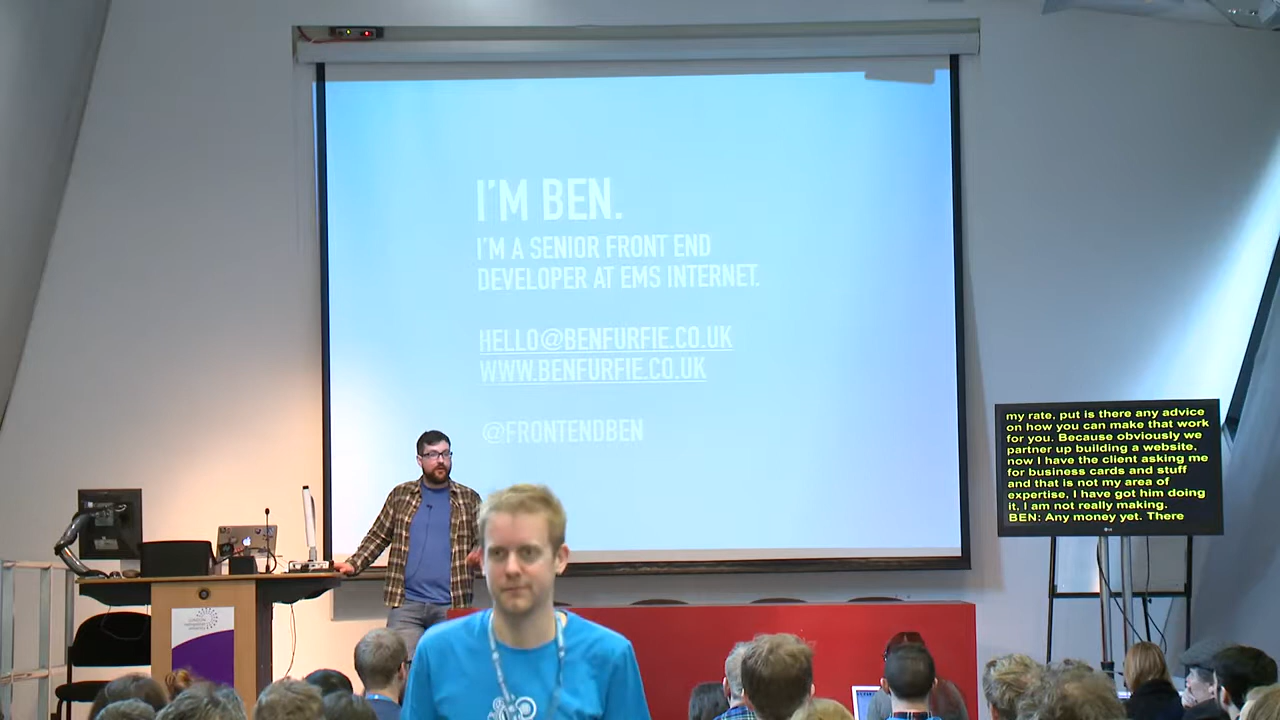 I'M BEN.
I'M A SENIOR FRONT END
DEVELOPER AT EMS INTERNET.
HELLO@BENFURFIE.CO.UK
WWW.BENFURFIE.CO.UK
@FRONTENDBEN
my rate, put is there any advice
on how you can make that work
for you. Because obviously we
partner up building a website,
now I have the client asking me
for business cards and stuff
and that is not my area of
expertise, I have got him doing
it, I am not really making.
BEN: Any money yet. There